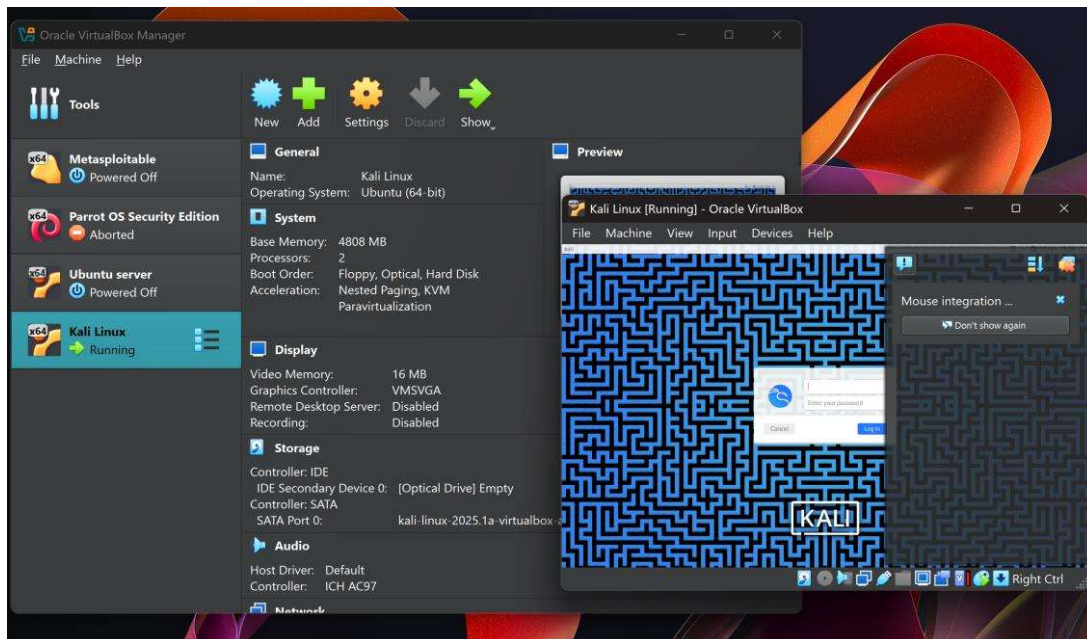 Oracle VirtualBox Manager
File Machine Help
Tools
New Add Settings Discard Show
x64 Metasploitable
Powered Off
x64 Parrot OS Security Edition
Aborted
x64 Ubuntu server
Powered Off
x64 Kali Linux
Running
General
Name: Kali Linux
Operating System: Ubuntu (64-bit)
System
Base Memory: 4808 MB
Processors: 2
Boot Order: Floppy, Optical, Hard Disk
Acceleration: Nested Paging, KVM
Paravirtualization
Display
Video Memory: 16 MB
Graphics Controller: VMSVGA
Remote Desktop Server: Disabled
Recording: Disabled
Storage
Controller: IDE
IDE Secondary Device 0: [Optical Drive] Empty
Controller: SATA
SATA Port 0: kali-linux-2025.1a-virtualbox-a
Audio
Host Driver: Default
Controller: ICH AC97
Network
Preview
Kali Linux [Running] - Oracle VirtualBox
File Machine View Input Devices Help
Mouse integration ...
Don't show again
Enter your password
Cancel Log In
KALI
Right Ctrl